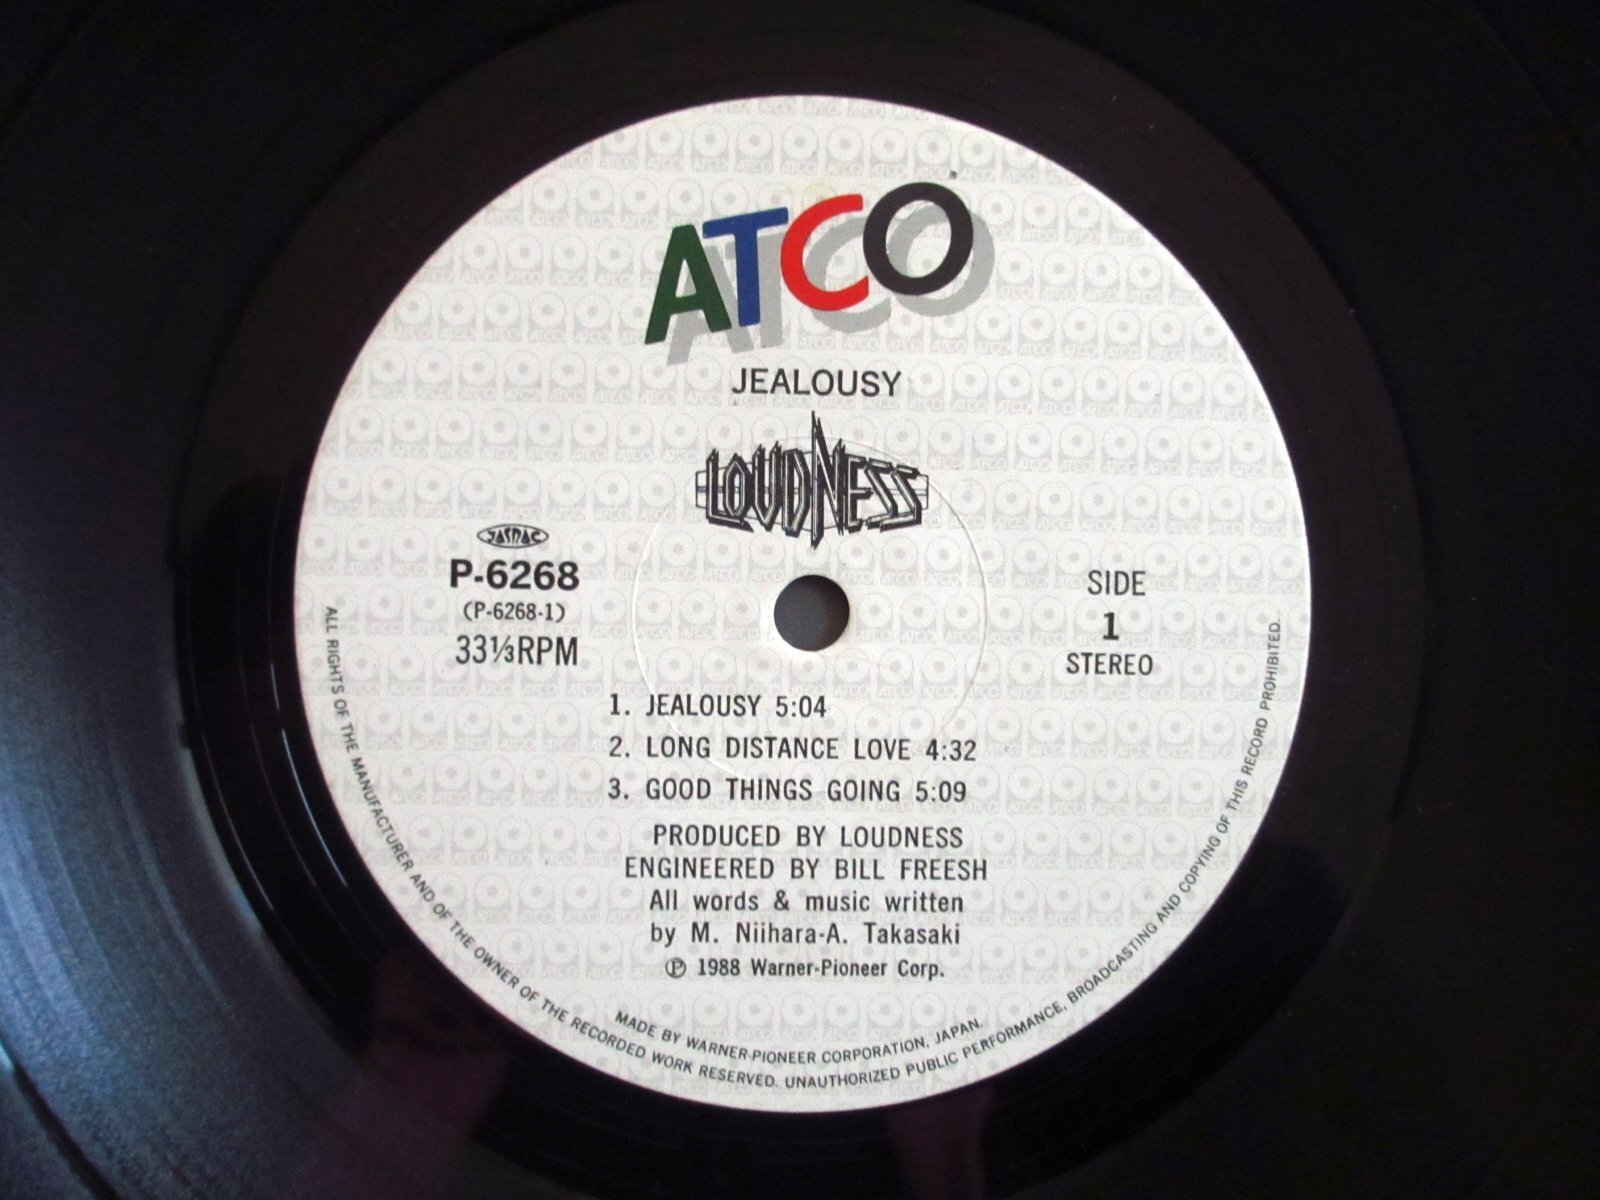 ATCO
JEALOUSY
LOUDNESS
JASRAC
P-6268
(P-6268-1)
33⅓RPM
SIDE
1
STEREO
1. JEALOUSY 5:04
2. LONG DISTANCE LOVE 4:32
3. GOOD THINGS GOING 5:09
PRODUCED BY LOUDNESS
ENGINEERED BY BILL FREESH
All words & music written
by M. Niihara-A. Takasaki
℗ 1988 Warner-Pioneer Corp.
MADE BY WARNER-PIONEER CORPORATION, JAPAN.
ALL RIGHTS OF THE MANUFACTURER AND OF THE OWNER OF THE RECORDED WORK RESERVED. UNAUTHORIZED PUBLIC PERFORMANCE, BROADCASTING AND COPYING OF THIS RECORD PROHIBITED.